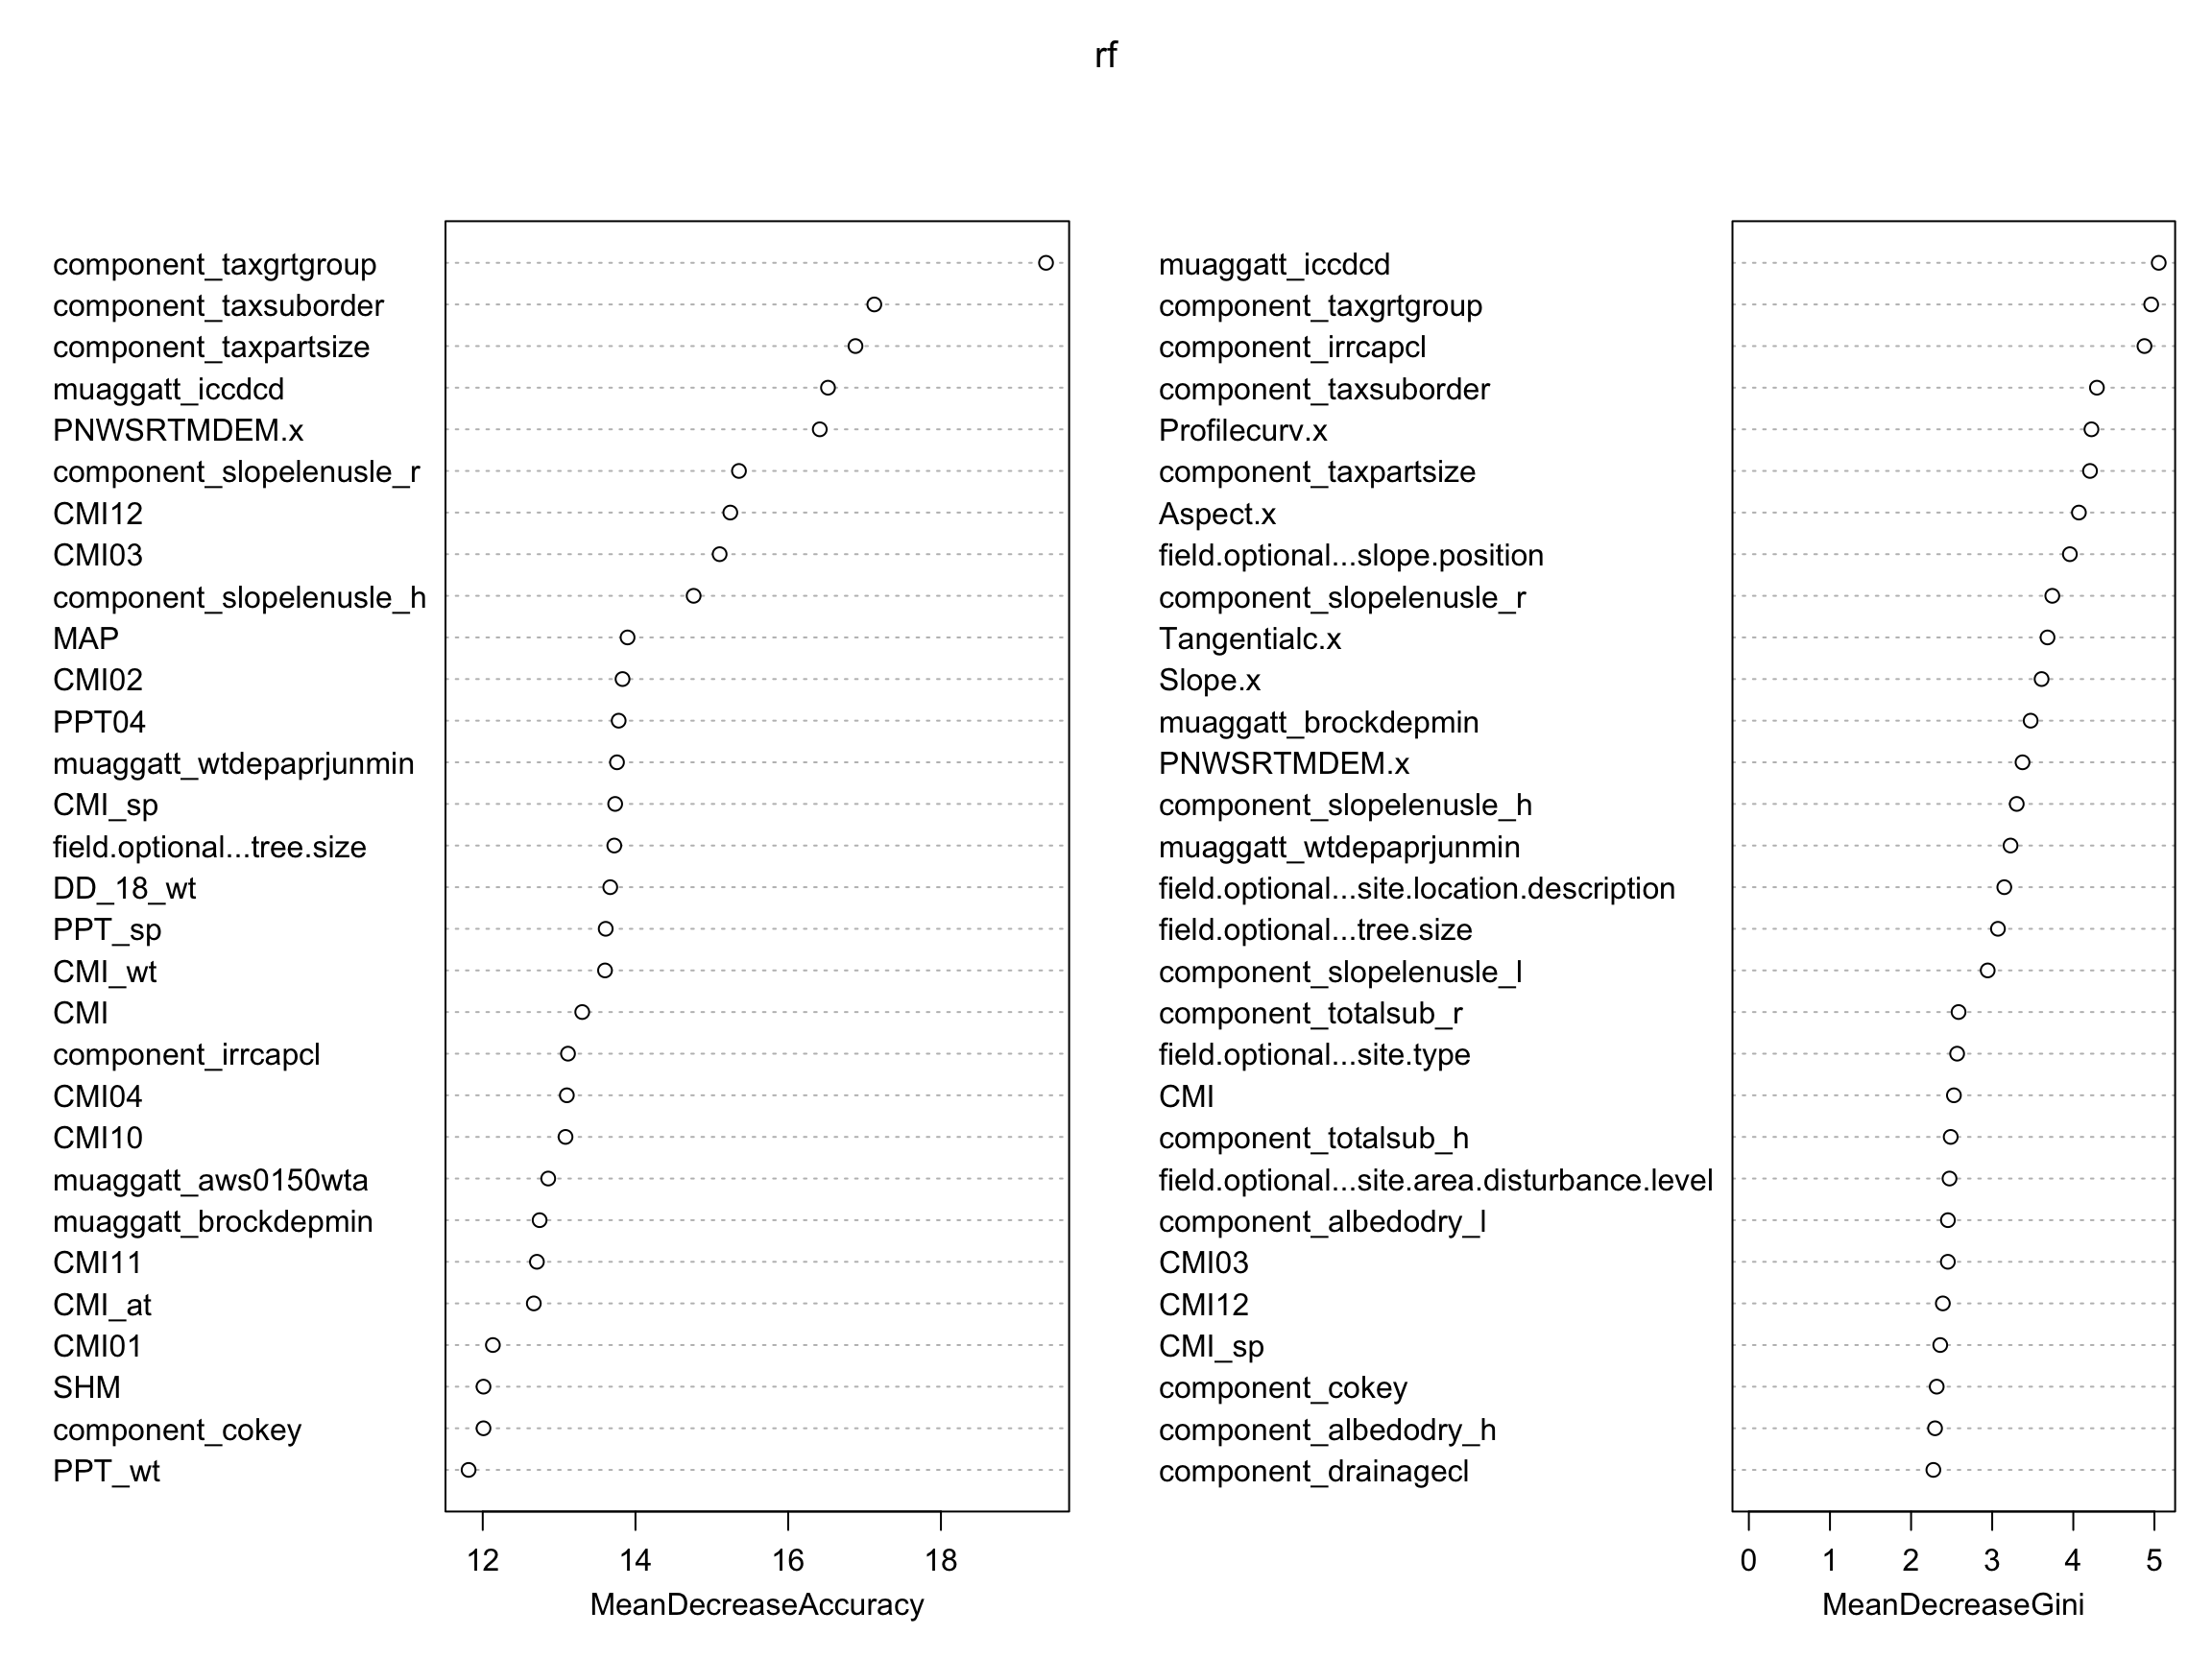 rf
component_taxgrtgroup
component_taxsuborder
component_taxpartsize
muaggatt_iccdcd
PNWSRTMDEM.x
component_slopelenusle_r
CMI12
CMI03
component_slopelenusle_h
MAP
CMI02
PPT04
muaggatt_wtdepaprjunmin
CMI_sp
field.optional...tree.size
DD_18_wt
PPT_sp
CMI_wt
CMI
component_irrcapcl
CMI04
CMI10
muaggatt_aws0150wta
muaggatt_brockdepmin
CMI11
CMI_at
CMI01
SHM
component_cokey
PPT_wt
12 14 16 18
MeanDecreaseAccuracy
muaggatt_iccdcd
component_taxgrtgroup
component_irrcapcl
component_taxsuborder
Profilecurv.x
component_taxpartsize
Aspect.x
field.optional...slope.position
component_slopelenusle_r
Tangentialc.x
Slope.x
muaggatt_brockdepmin
PNWSRTMDEM.x
component_slopelenusle_h
muaggatt_wtdepaprjunmin
field.optional...site.location.description
field.optional...tree.size
component_slopelenusle_l
component_totalsub_r
field.optional...site.type
CMI
component_totalsub_h
field.optional...site.area.disturbance.level
component_albedodry_l
CMI03
CMI12
CMI_sp
component_cokey
component_albedodry_h
component_drainagecl
0 1 2 3 4 5
MeanDecreaseGini